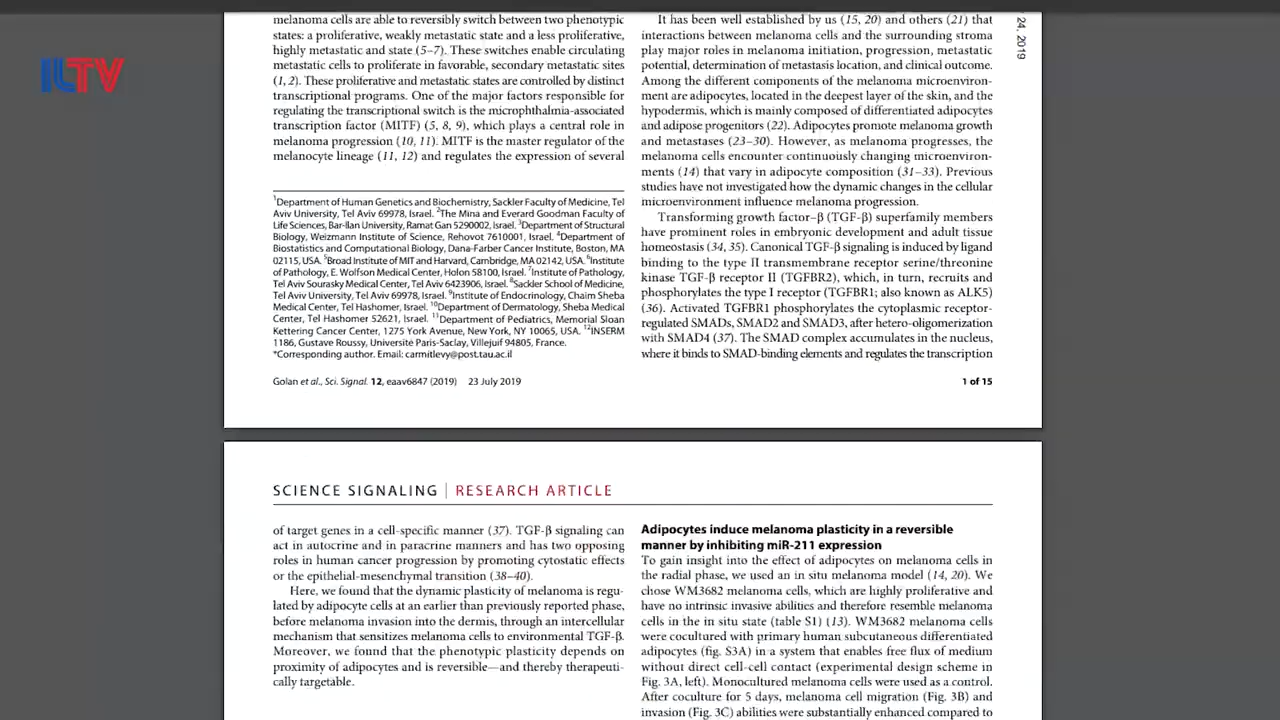 ILTV
melanoma cells are able to reversibly switch between two phenotypic
states: a proliferative, weakly metastatic state and a less proliferative,
highly metastatic and state (5–7). These switches enable circulating
metastatic cells to proliferate in favorable, secondary metastatic sites
(1, 2). These proliferative and metastatic states are controlled by distinct
transcriptional programs. One of the major factors responsible for
regulating the transcriptional switch is the microphthalmia-associated
transcription factor (MITF) (5, 8, 9), which plays a central role in
melanoma progression (10, 11). MITF is the master regulator of the
melanocyte lineage (11, 12) and regulates the expression of several
1Department of Human Genetics and Biochemistry, Sackler Faculty of Medicine, Tel
Aviv University, Tel Aviv 69978, Israel. 2The Mina and Everard Goodman Faculty of
Life Sciences, Bar-Ilan University, Ramat Gan 5290002, Israel. 3Department of Structural
Biology, Weizmann Institute of Science, Rehovot 7610001, Israel. 4Department of
Biostatistics and Computational Biology, Dana-Farber Cancer Institute, Boston, MA
02115, USA. 5Broad Institute of MIT and Harvard, Cambridge, MA 02142, USA. 6Institute
of Pathology, E. Wolfson Medical Center, Holon 58100, Israel. 7Institute of Pathology,
Tel Aviv Sourasky Medical Center, Tel Aviv 6423906, Israel. 8Sackler School of Medicine,
Tel Aviv University, Tel Aviv 69978, Israel. 9Institute of Endocrinology, Chaim Sheba
Medical Center, Tel Hashomer, Israel. 10Department of Dermatology, Sheba Medical
Center, Tel Hashomer 52621, Israel. 11Department of Pediatrics, Memorial Sloan
Kettering Cancer Center, 1275 York Avenue, New York, NY 10065, USA. 12INSERM
1186, Gustave Roussy, Université Paris-Saclay, Villejuif 94805, France.
*Corresponding author. Email: carmitlevy@post.tau.ac.il
It has been well established by us (15, 20) and others (21) that
interactions between melanoma cells and the surrounding stroma
play major roles in melanoma initiation, progression, metastatic
potential, determination of metastasis location, and clinical outcome.
Among the different components of the melanoma microenviron-
ment are adipocytes, located in the deepest layer of the skin, and the
hypodermis, which is mainly composed of differentiated adipocytes
and adipose progenitors (22). Adipocytes promote melanoma growth
and metastases (23–30). However, as melanoma progresses, the
melanoma cells encounter continuously changing microenviron-
ments (14) that vary in adipocyte composition (31–33). Previous
studies have not investigated how the dynamic changes in the cellular
microenvironment influence melanoma progression.
Transforming growth factor–β (TGF-β) superfamily members
have prominent roles in embryonic development and adult tissue
homeostasis (34, 35). Canonical TGF-β signaling is induced by ligand
binding to the type II transmembrane receptor serine/threonine
kinase TGF-β receptor II (TGFBR2), which, in turn, recruits and
phosphorylates the type I receptor (TGFBR1; also known as ALK5)
(36). Activated TGFBR1 phosphorylates the cytoplasmic receptor-
regulated SMADs, SMAD2 and SMAD3, after hetero-oligomerization
with SMAD4 (37). The SMAD complex accumulates in the nucleus,
where it binds to SMAD-binding elements and regulates the transcription
24, 2019
Golan et al., Sci. Signal. 12, eaav6847 (2019) 23 July 2019
1 of 15
SCIENCE SIGNALING | RESEARCH ARTICLE
of target genes in a cell-specific manner (37). TGF-β signaling can
act in autocrine and in paracrine manners and has two opposing
roles in human cancer progression by promoting cytostatic effects
or the epithelial-mesenchymal transition (38–40).
Here, we found that the dynamic plasticity of melanoma is regu-
lated by adipocyte cells at an earlier than previously reported phase,
before melanoma invasion into the dermis, through an intercellular
mechanism that sensitizes melanoma cells to environmental TGF-β.
Moreover, we found that the phenotypic plasticity depends on
proximity of adipocytes and is reversible—and thereby therapeuti-
cally targetable.
Adipocytes induce melanoma plasticity in a reversible
manner by inhibiting miR-211 expression
To gain insight into the effect of adipocytes on melanoma cells in
the radial phase, we used an in situ melanoma model (14, 20). We
chose WM3682 melanoma cells, which are highly proliferative and
have no intrinsic invasive abilities and therefore resemble melanoma
cells in the in situ state (table S1) (13). WM3682 melanoma cells
were cocultured with primary human subcutaneous differentiated
adipocytes (fig. S3A) in a system that enables free flux of medium
without direct cell-cell contact (experimental design scheme in
Fig. 3A, left). Monocultured melanoma cells were used as a control.
After coculture for 5 days, melanoma cell migration (Fig. 3B) and
invasion (Fig. 3C) abilities were substantially enhanced compared to